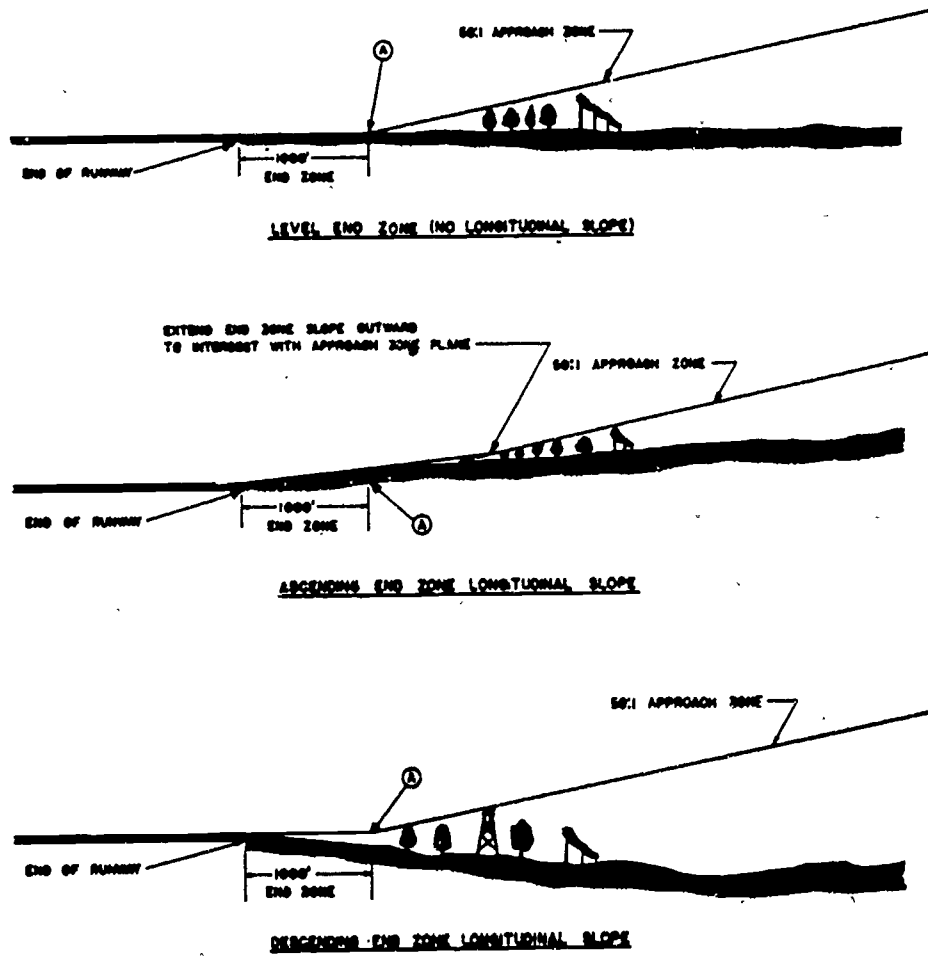 50:1 APPROACH ZONE
A
END OF RUNWAY
1000'
END ZONE
LEVEL END ZONE (NO LONGITUDINAL SLOPE)
EXTEND END ZONE SLOPE OUTWARD
TO INTERSECT WITH APPROACH ZONE PLANE
50:1 APPROACH ZONE
1000'
END ZONE
END OF RUNWAY
A
ASCENDING END ZONE LONGITUDINAL SLOPE
50:1 APPROACH ZONE
A
END OF RUNWAY
1000'
END ZONE
DESCENDING END ZONE LONGITUDINAL SLOPE